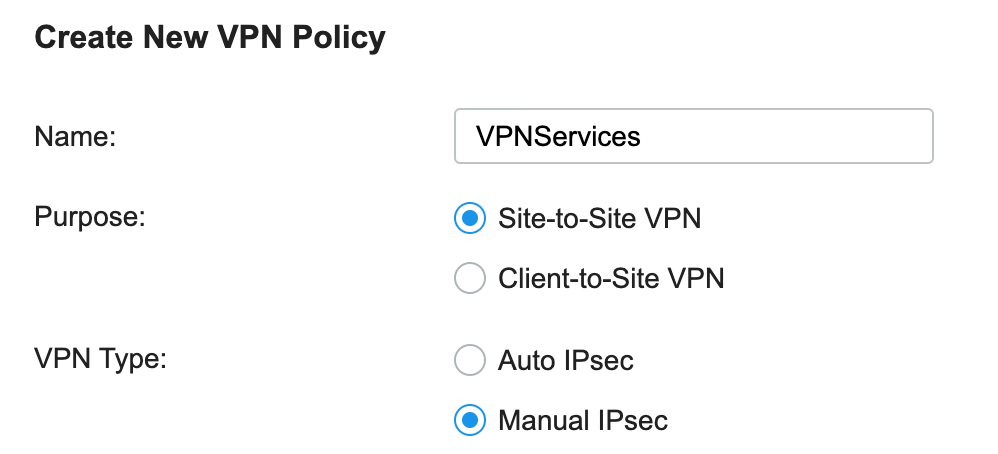 Create New VPN Policy
Name: VPNServices
Purpose: Site-to-Site VPN
Client-to-Site VPN
VPN Type: Auto IPsec
Manual IPsec